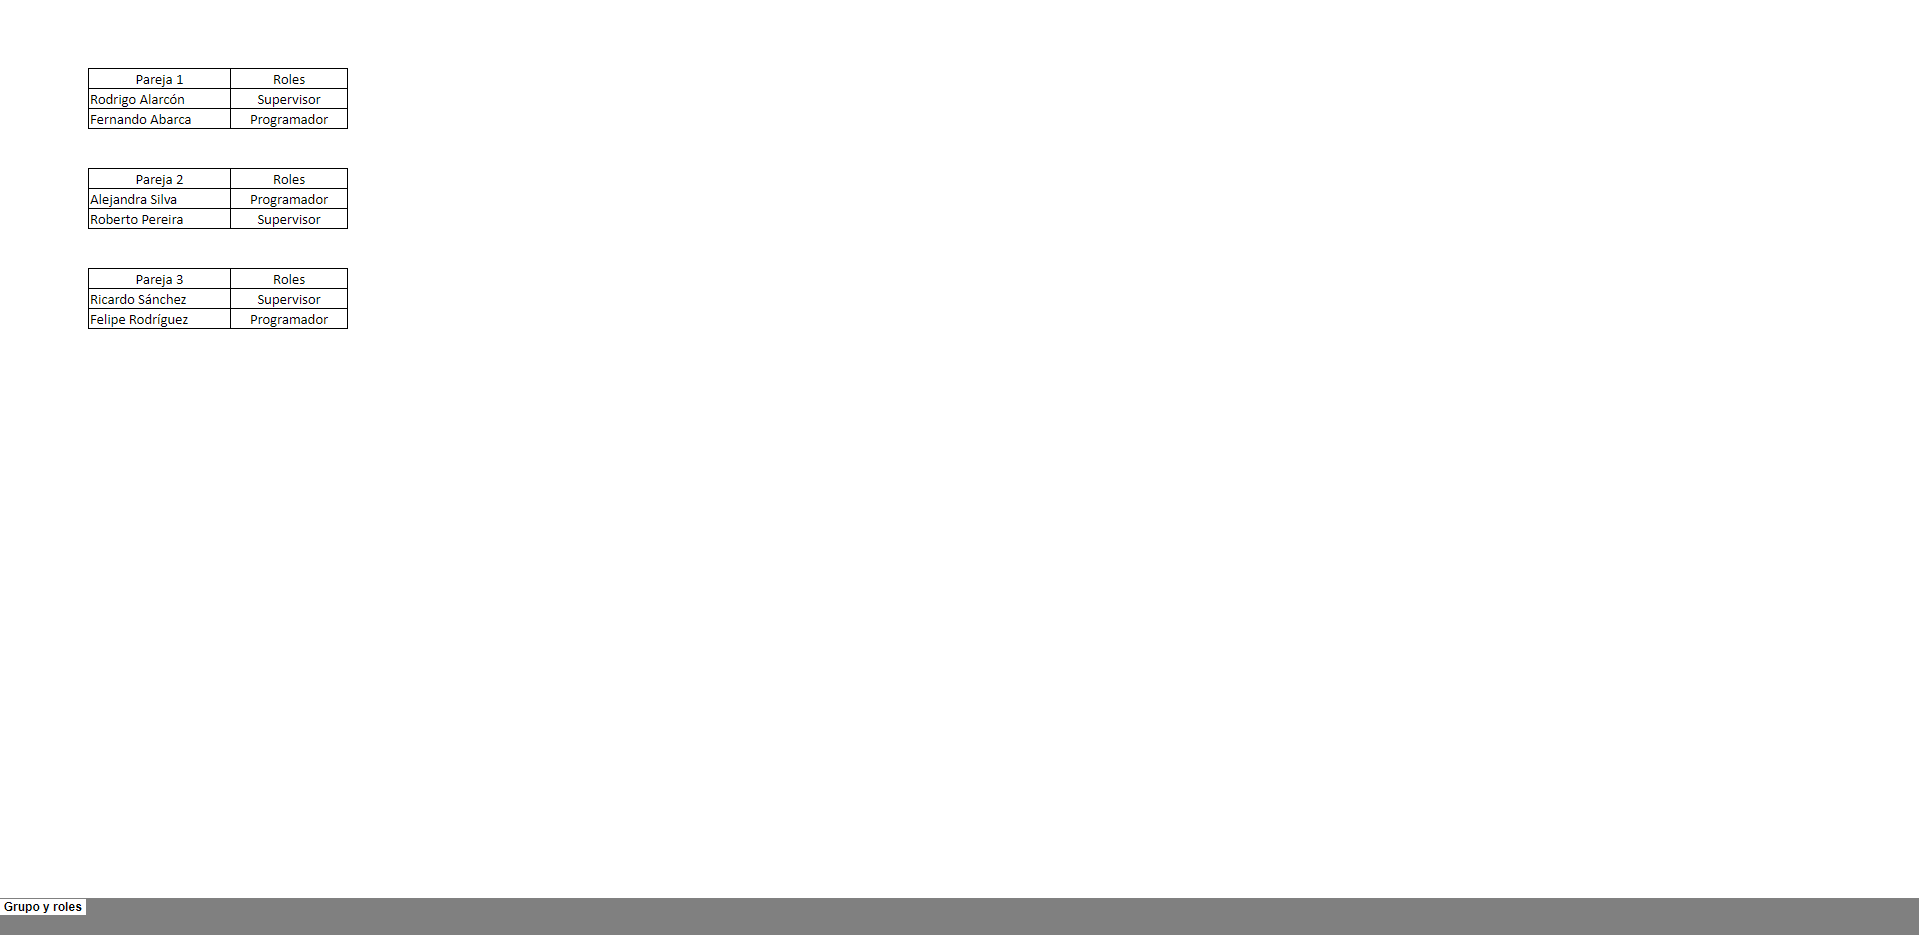 Pareja 1 Roles
Rodrigo Alarcón Supervisor
Fernando Abarca Programador
Pareja 2 Roles
Alejandra Silva Programador
Roberto Pereira Supervisor
Pareja 3 Roles
Ricardo Sánchez Supervisor
Felipe Rodríguez Programador
Grupo y roles